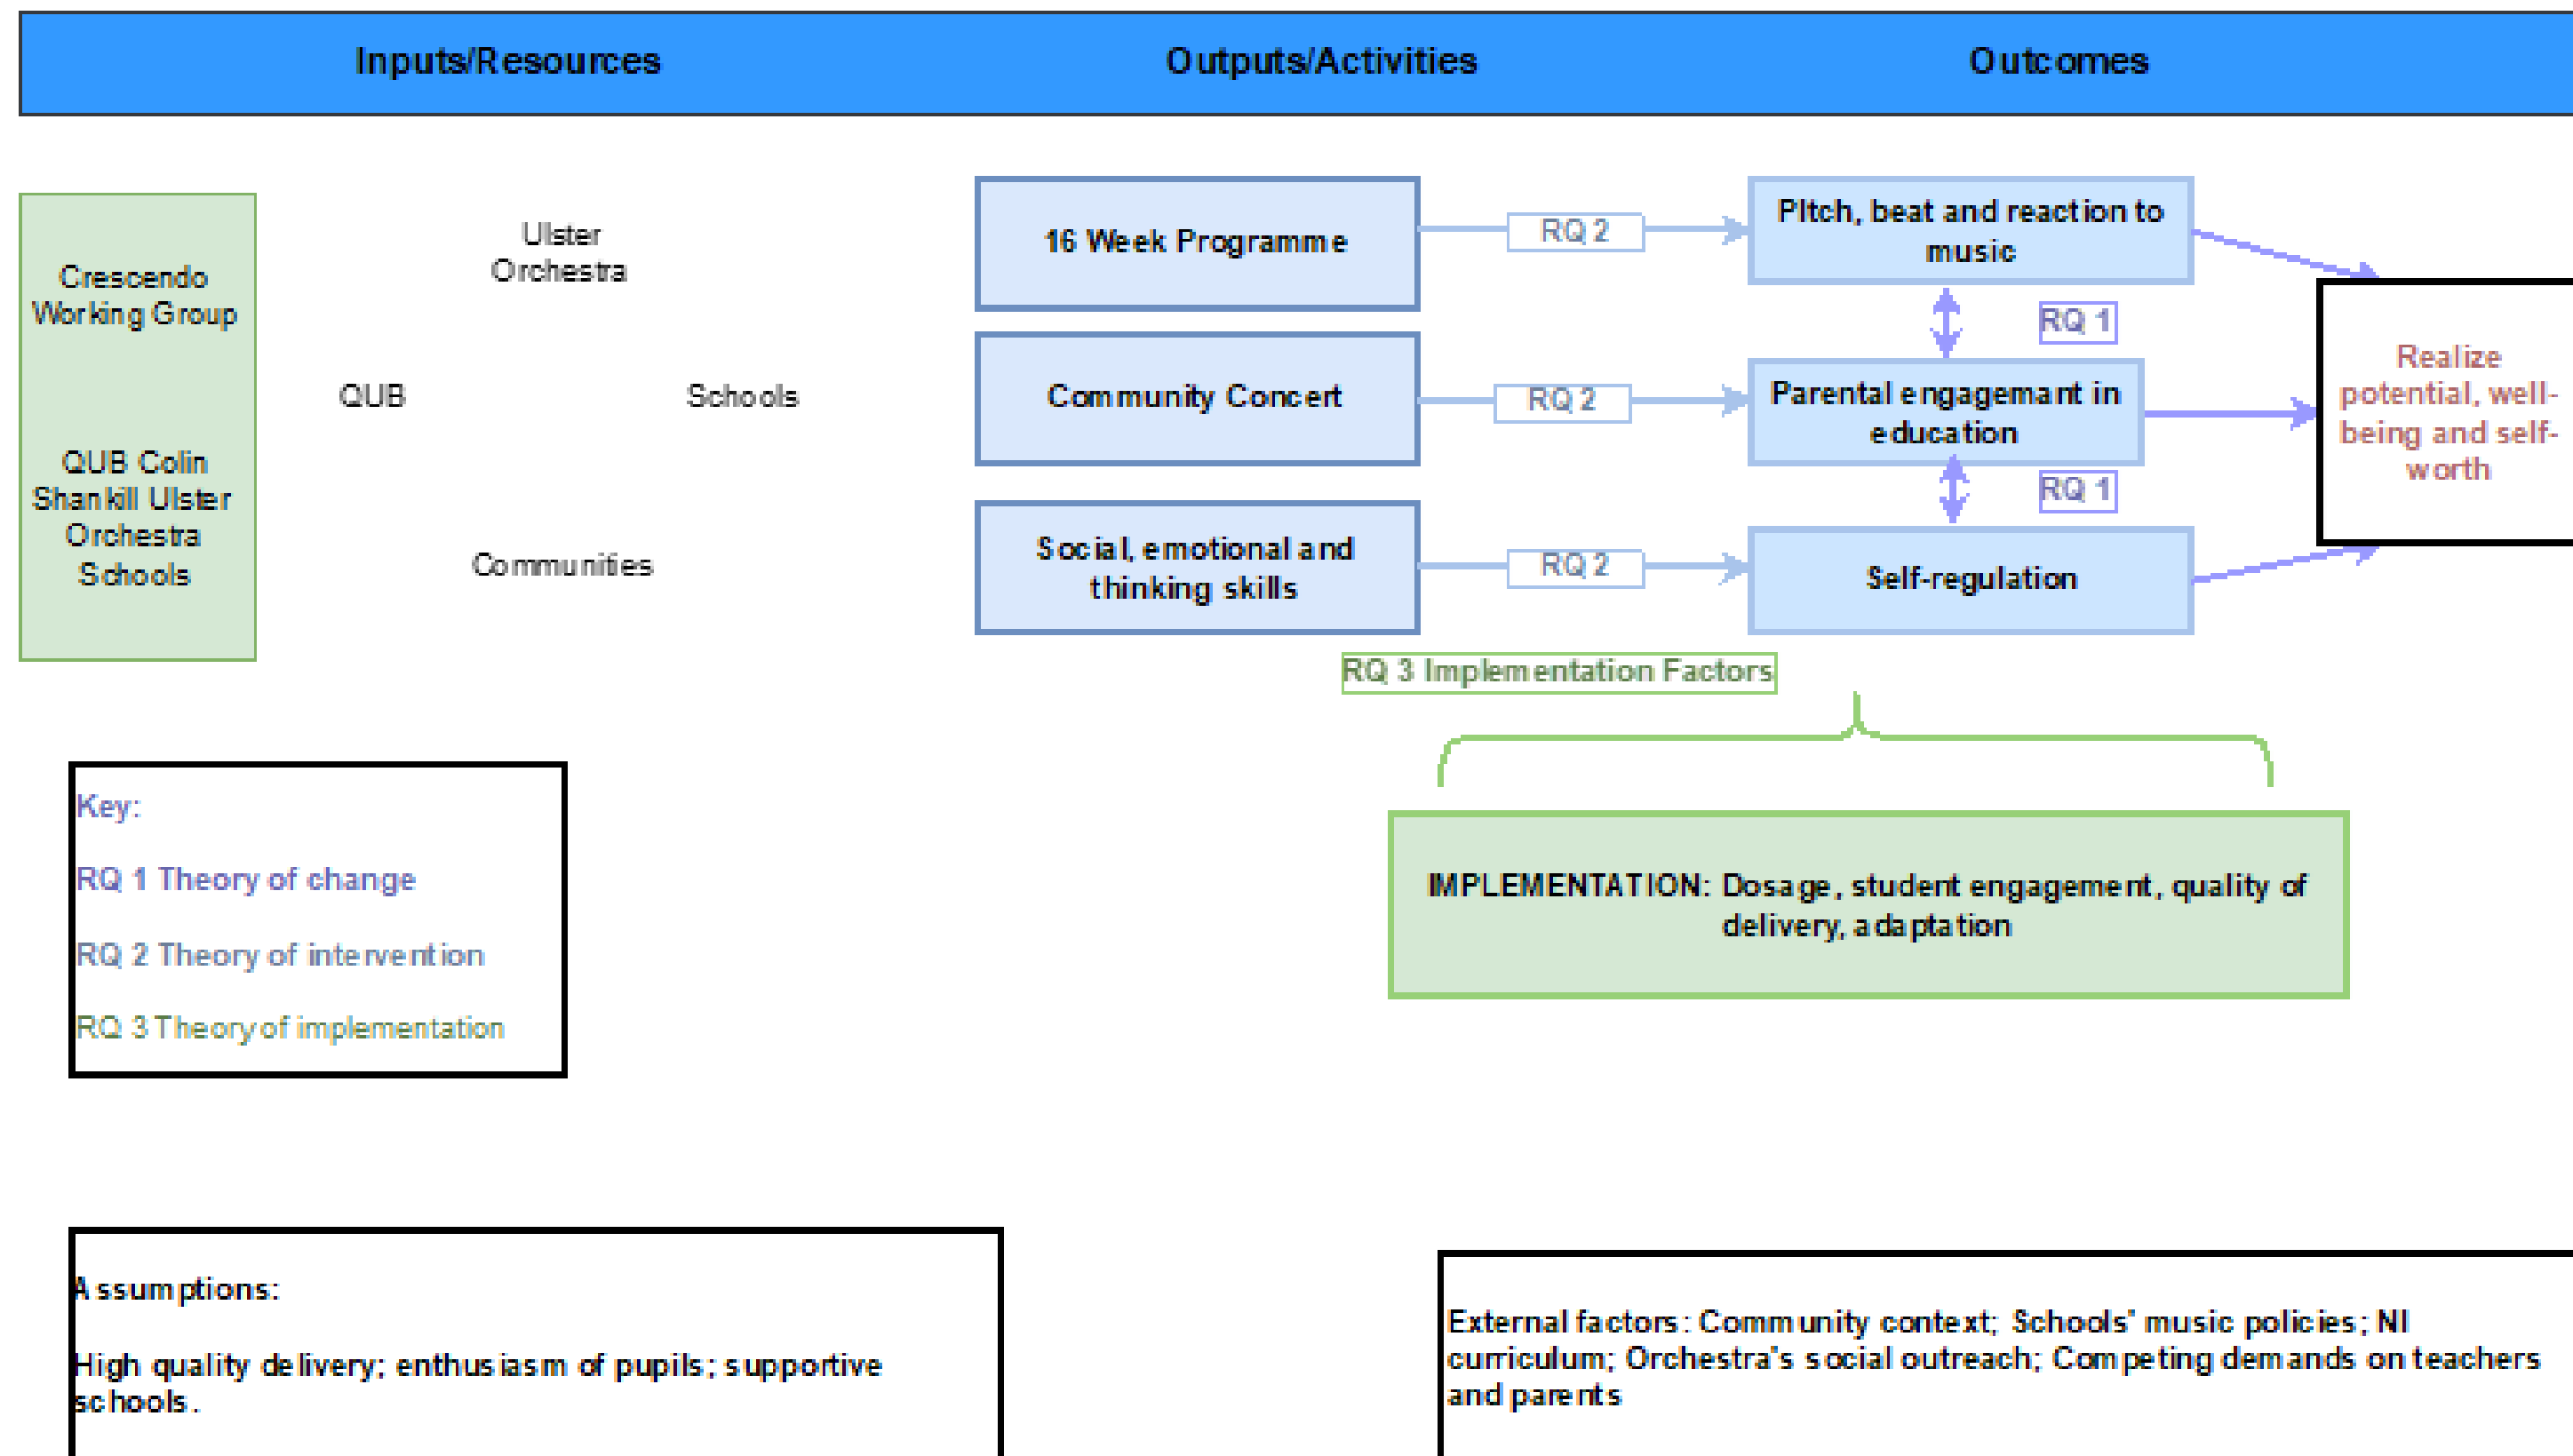 Inputs/Resources
Outputs/Activities
Outcomes
Crescendo
Working Group
QUB Colin
Shankill Ulster
Orchestra
Schools
Ulster
Orchestra
QUB
Schools
Communities
16 Week Programme
Community Concert
Social, emotional and
thinking skills
RQ 2
RQ 2
RQ 2
PItch, beat and reaction to
music
RQ 1
Parental engagemant in
education
RQ 1
Self-regulation
Realize
potential, well-
being and self-
worth
RQ 3 Implementation Factors
IMPLEMENTATION: Dosage, student engagement, quality of
delivery, adaptation
Key:
RQ 1 Theory of change
RQ 2 Theory of intervention
RQ 3 Theory of implementation
Assumptions:
High quality delivery; enthusiasm of pupils; supportive
schools.
External factors: Community context; Schools' music policies; NI
curriculum; Orchestra's social outreach; Competing demands on teachers
and parents